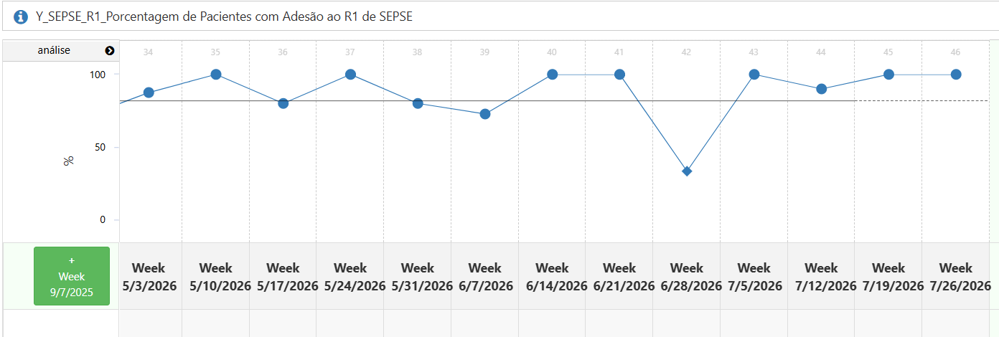 Y_SEPSE_R1_Porcentagem de Pacientes com Adesão ao R1 de SEPSE
análise
34 35 36 37 38 39 40 41 42 43 44 45 46
100
50
%
0
+
Week
9/7/2025
Week Week Week Week Week Week Week Week Week Week Week Week Week
5/3/2026 5/10/2026 5/17/2026 5/24/2026 5/31/2026 6/7/2026 6/14/2026 6/21/2026 6/28/2026 7/5/2026 7/12/2026 7/19/2026 7/26/2026